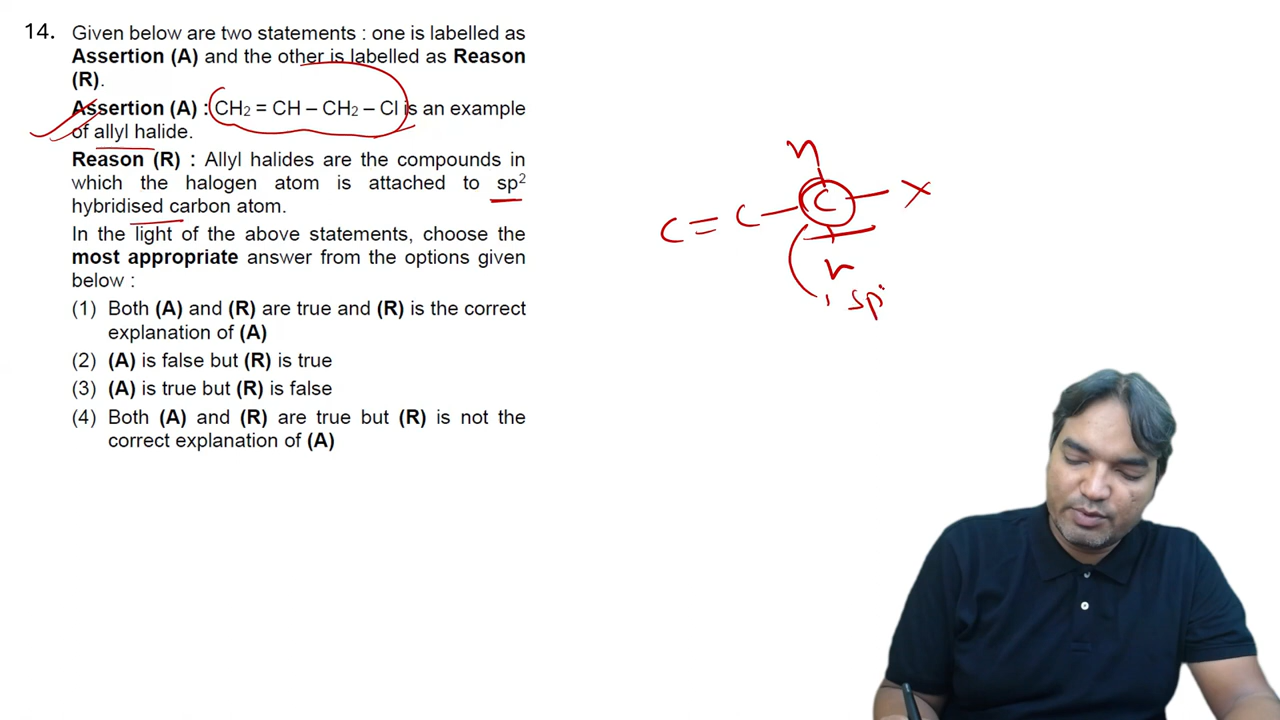 14. Given below are two statements : one is labelled as
Assertion (A) and the other is labelled as Reason
(R).
Assertion (A) : CH₂ = CH – CH₂ – Cl is an example
of allyl halide.
Reason (R) : Allyl halides are the compounds in
which the halogen atom is attached to sp²
hybridised carbon atom.
In the light of the above statements, choose the
most appropriate answer from the options given
below :
(1) Both (A) and (R) are true and (R) is the correct
explanation of (A)
(2) (A) is false but (R) is true
(3) (A) is true but (R) is false
(4) Both (A) and (R) are true but (R) is not the
correct explanation of (A)
C = C – C – X
sp